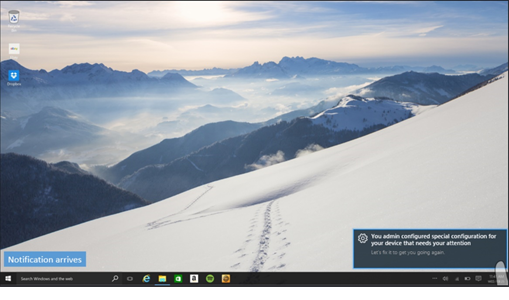 Dropbox
You admin configured special configuration for
your device that needs your attention
Let's fix it to get you going again.
Notification arrives
Search Windows and the web